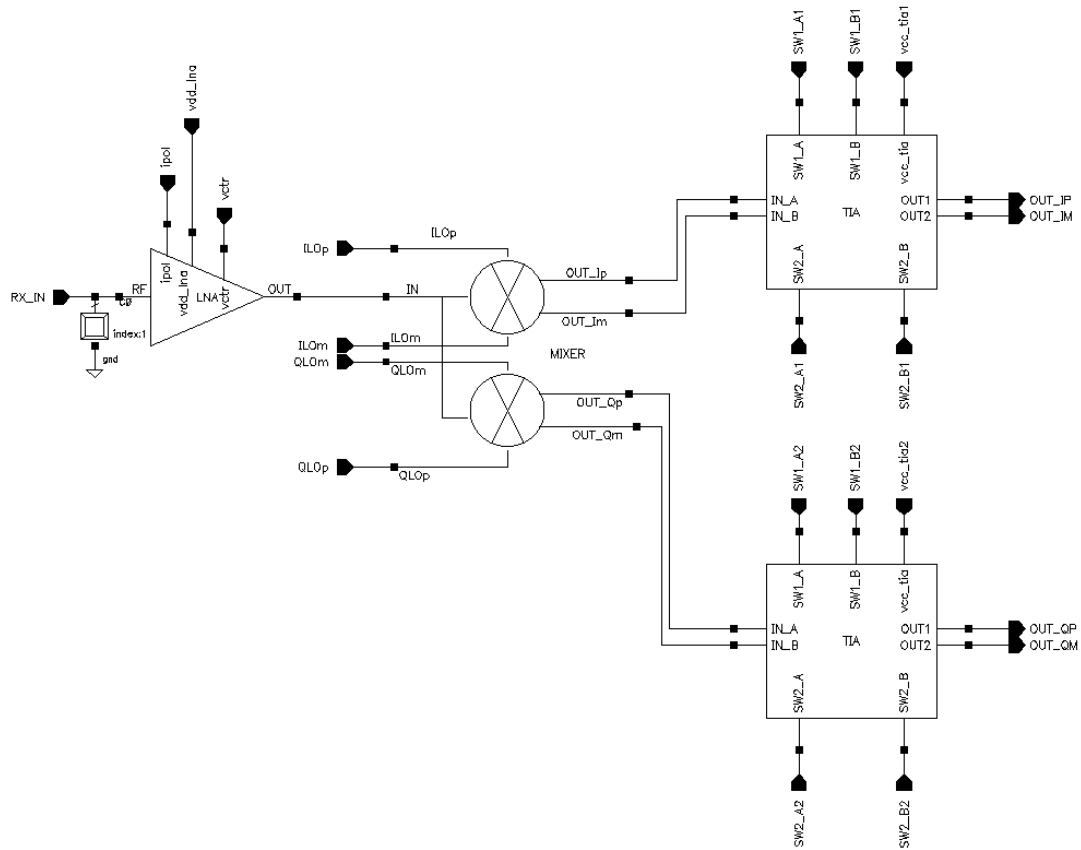 SW1_A1
SW1_B1
vcc_tia1
vdd_lna
ipol
vctr
SW1_A
SW1_B
vcc_tia
IN_A
IN_B
TIA
OUT1
OUT2
OUT_IP
OUT_IM
SW2_A
SW2_B
SW2_A1
SW2_B1
RX_IN
RF
ipol
vdd_lna
LNA
vctr
OUT
index:1
gnd
ILOp
ILOp
IN
OUT_Ip
OUT_Im
ILOm
ILOm
MIXER
QLOm
QLOm
OUT_Qp
OUT_Qm
QLOp
QLOp
SW1_A2
SW1_B2
vcc_tia2
SW1_A
SW1_B
vcc_tia
IN_A
IN_B
TIA
OUT1
OUT2
OUT_QP
OUT_QM
SW2_A
SW2_B
SW2_A2
SW2_B2